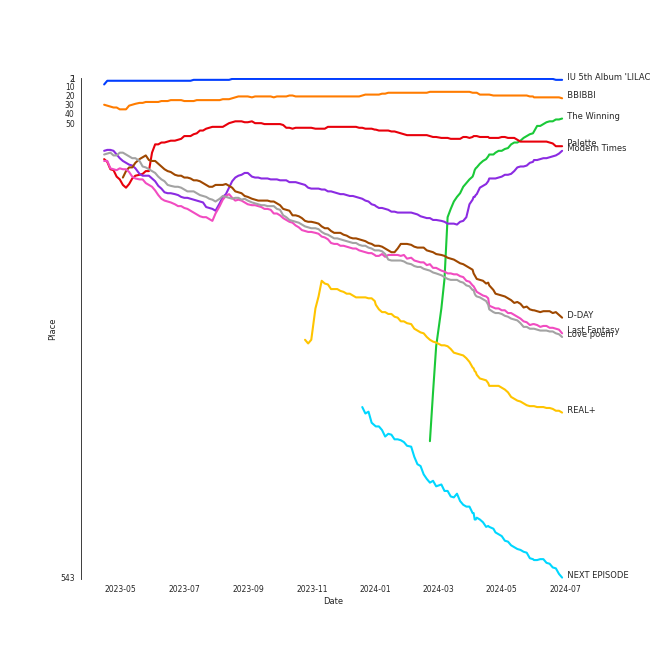 1
10
20
30
40
50
543
Place
IU 5th Album 'LILAC
BBIBBI
The Winning
Palette
Modern Times
D-DAY
Last Fantasy
Love poem
REAL+
NEXT EPISODE
2023-05
2023-07
2023-09
2023-11
2024-01
2024-03
2024-05
2024-07
Date